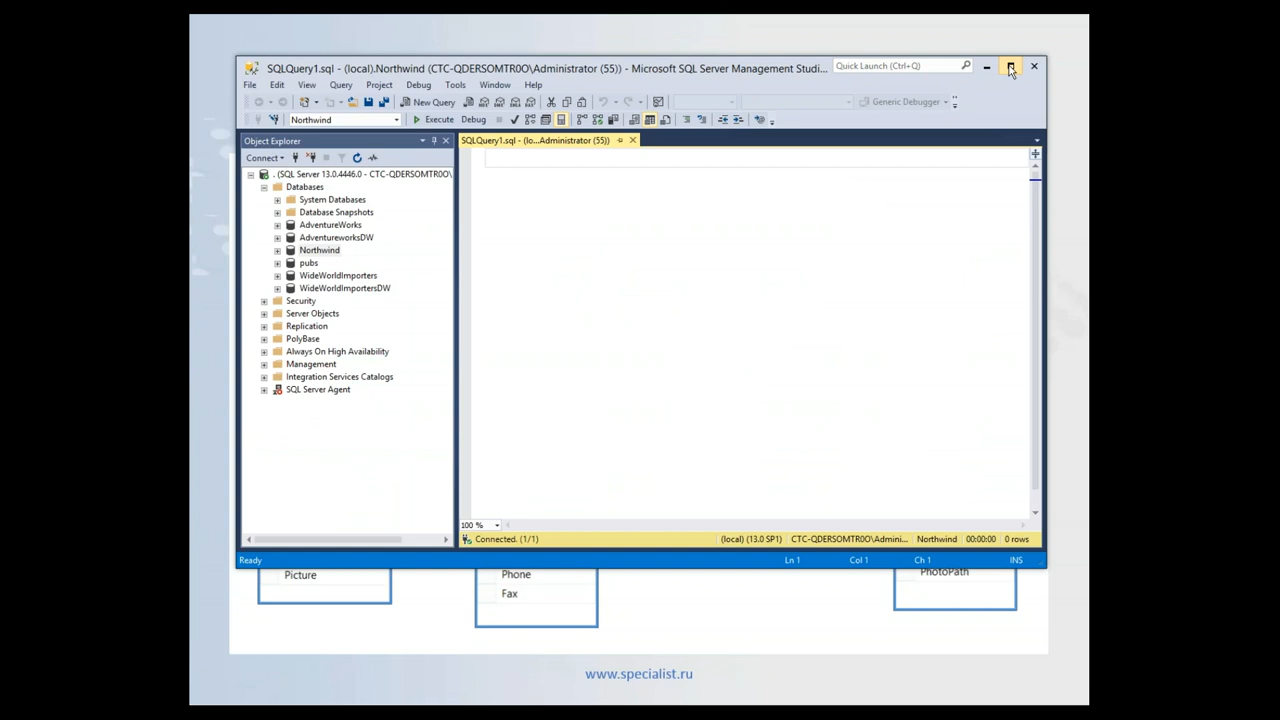 SQLQuery1.sql - (local).Northwind (CTC-QDERSOMTR0O\Administrator (55)) - Microsoft SQL Server Management Studi...
Quick Launch (Ctrl+Q)
File Edit View Query Project Debug Tools Window Help
New Query
Generic Debugger
Northwind
Execute Debug
Object Explorer
SQLQuery1.sql - (lo...Administrator (55))
Connect
. (SQL Server 13.0.4446.0 - CTC-QDERSOMTR0O\
Databases
System Databases
Database Snapshots
AdventureWorks
AdventureworksDW
Northwind
pubs
WideWorldImporters
WideWorldImportersDW
Security
Server Objects
Replication
PolyBase
Always On High Availability
Management
Integration Services Catalogs
SQL Server Agent
100 %
Connected. (1/1)
(local) (13.0 SP1) CTC-QDERSOMTR0O\Admini... Northwind 00:00:00 0 rows
Ready
Ln 1 Col 1 Ch 1 INS
Picture
Phone
Fax
PhotoPath
www.specialist.ru